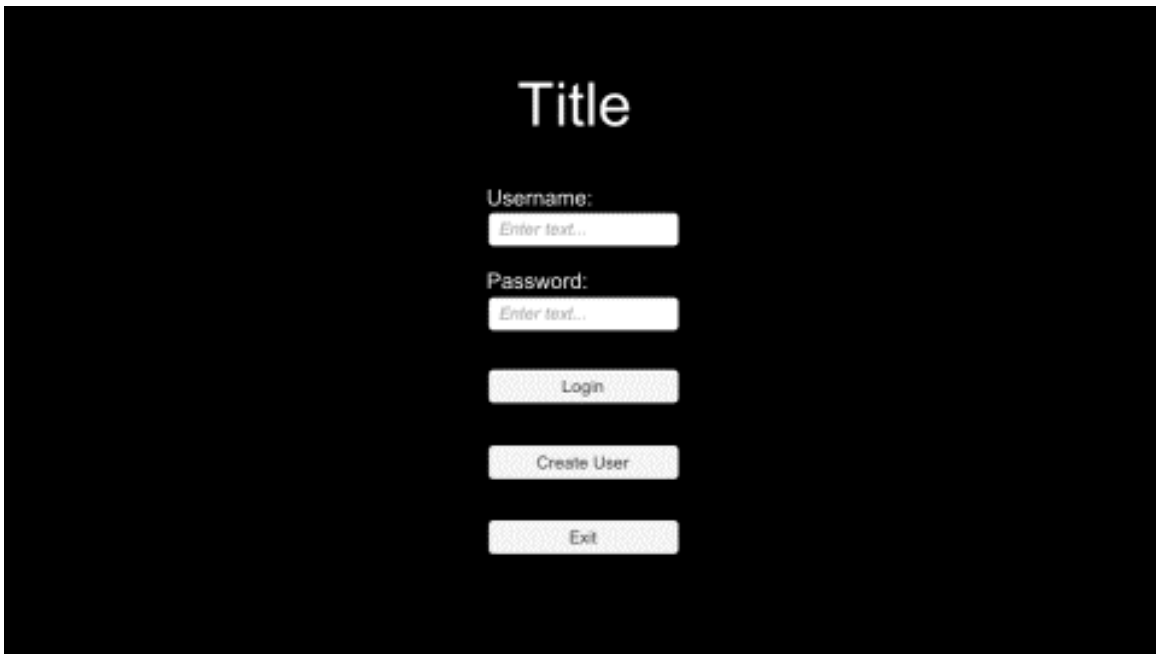 Title
Username:
Enter text...
Password:
Enter text...
Login
Create User
Exit